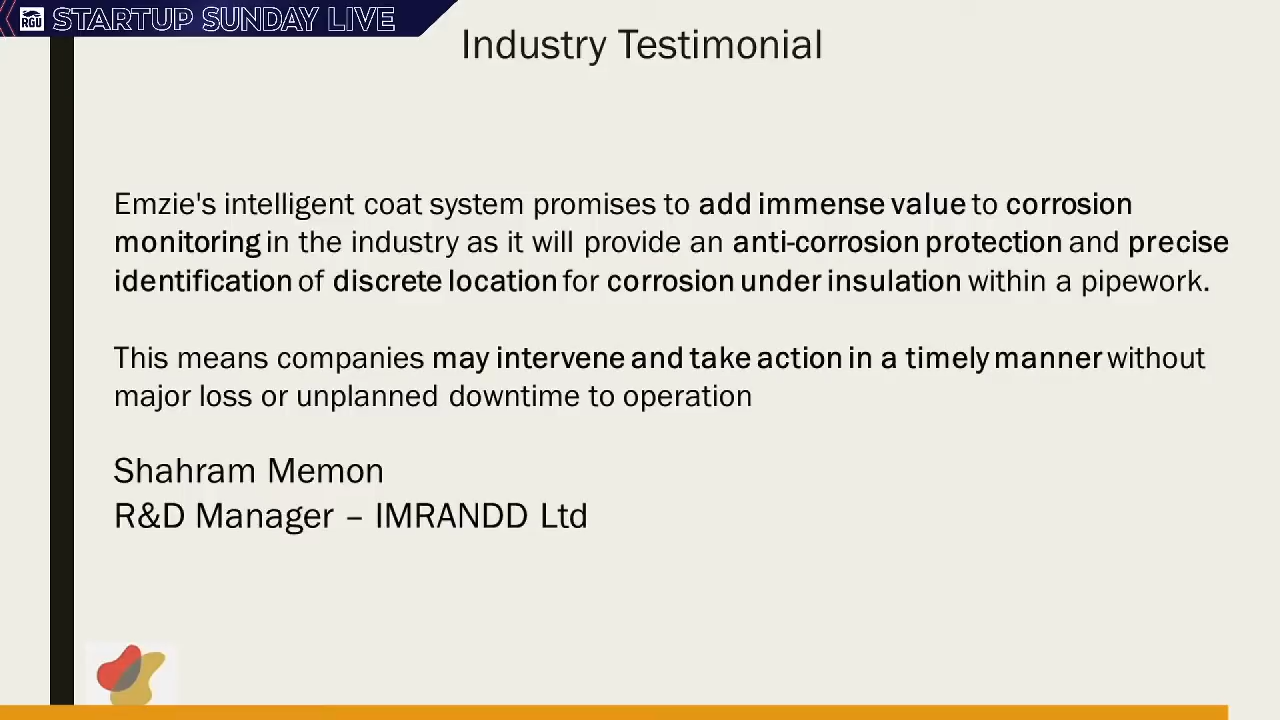 RGU STARTUP SUNDAY LIVE
Industry Testimonial
Emzie's intelligent coat system promises to add immense value to corrosion
monitoring in the industry as it will provide an anti-corrosion protection and precise
identification of discrete location for corrosion under insulation within a pipework.
This means companies may intervene and take action in a timely manner without
major loss or unplanned downtime to operation
Shahram Memon
R&D Manager – IMRANDD Ltd